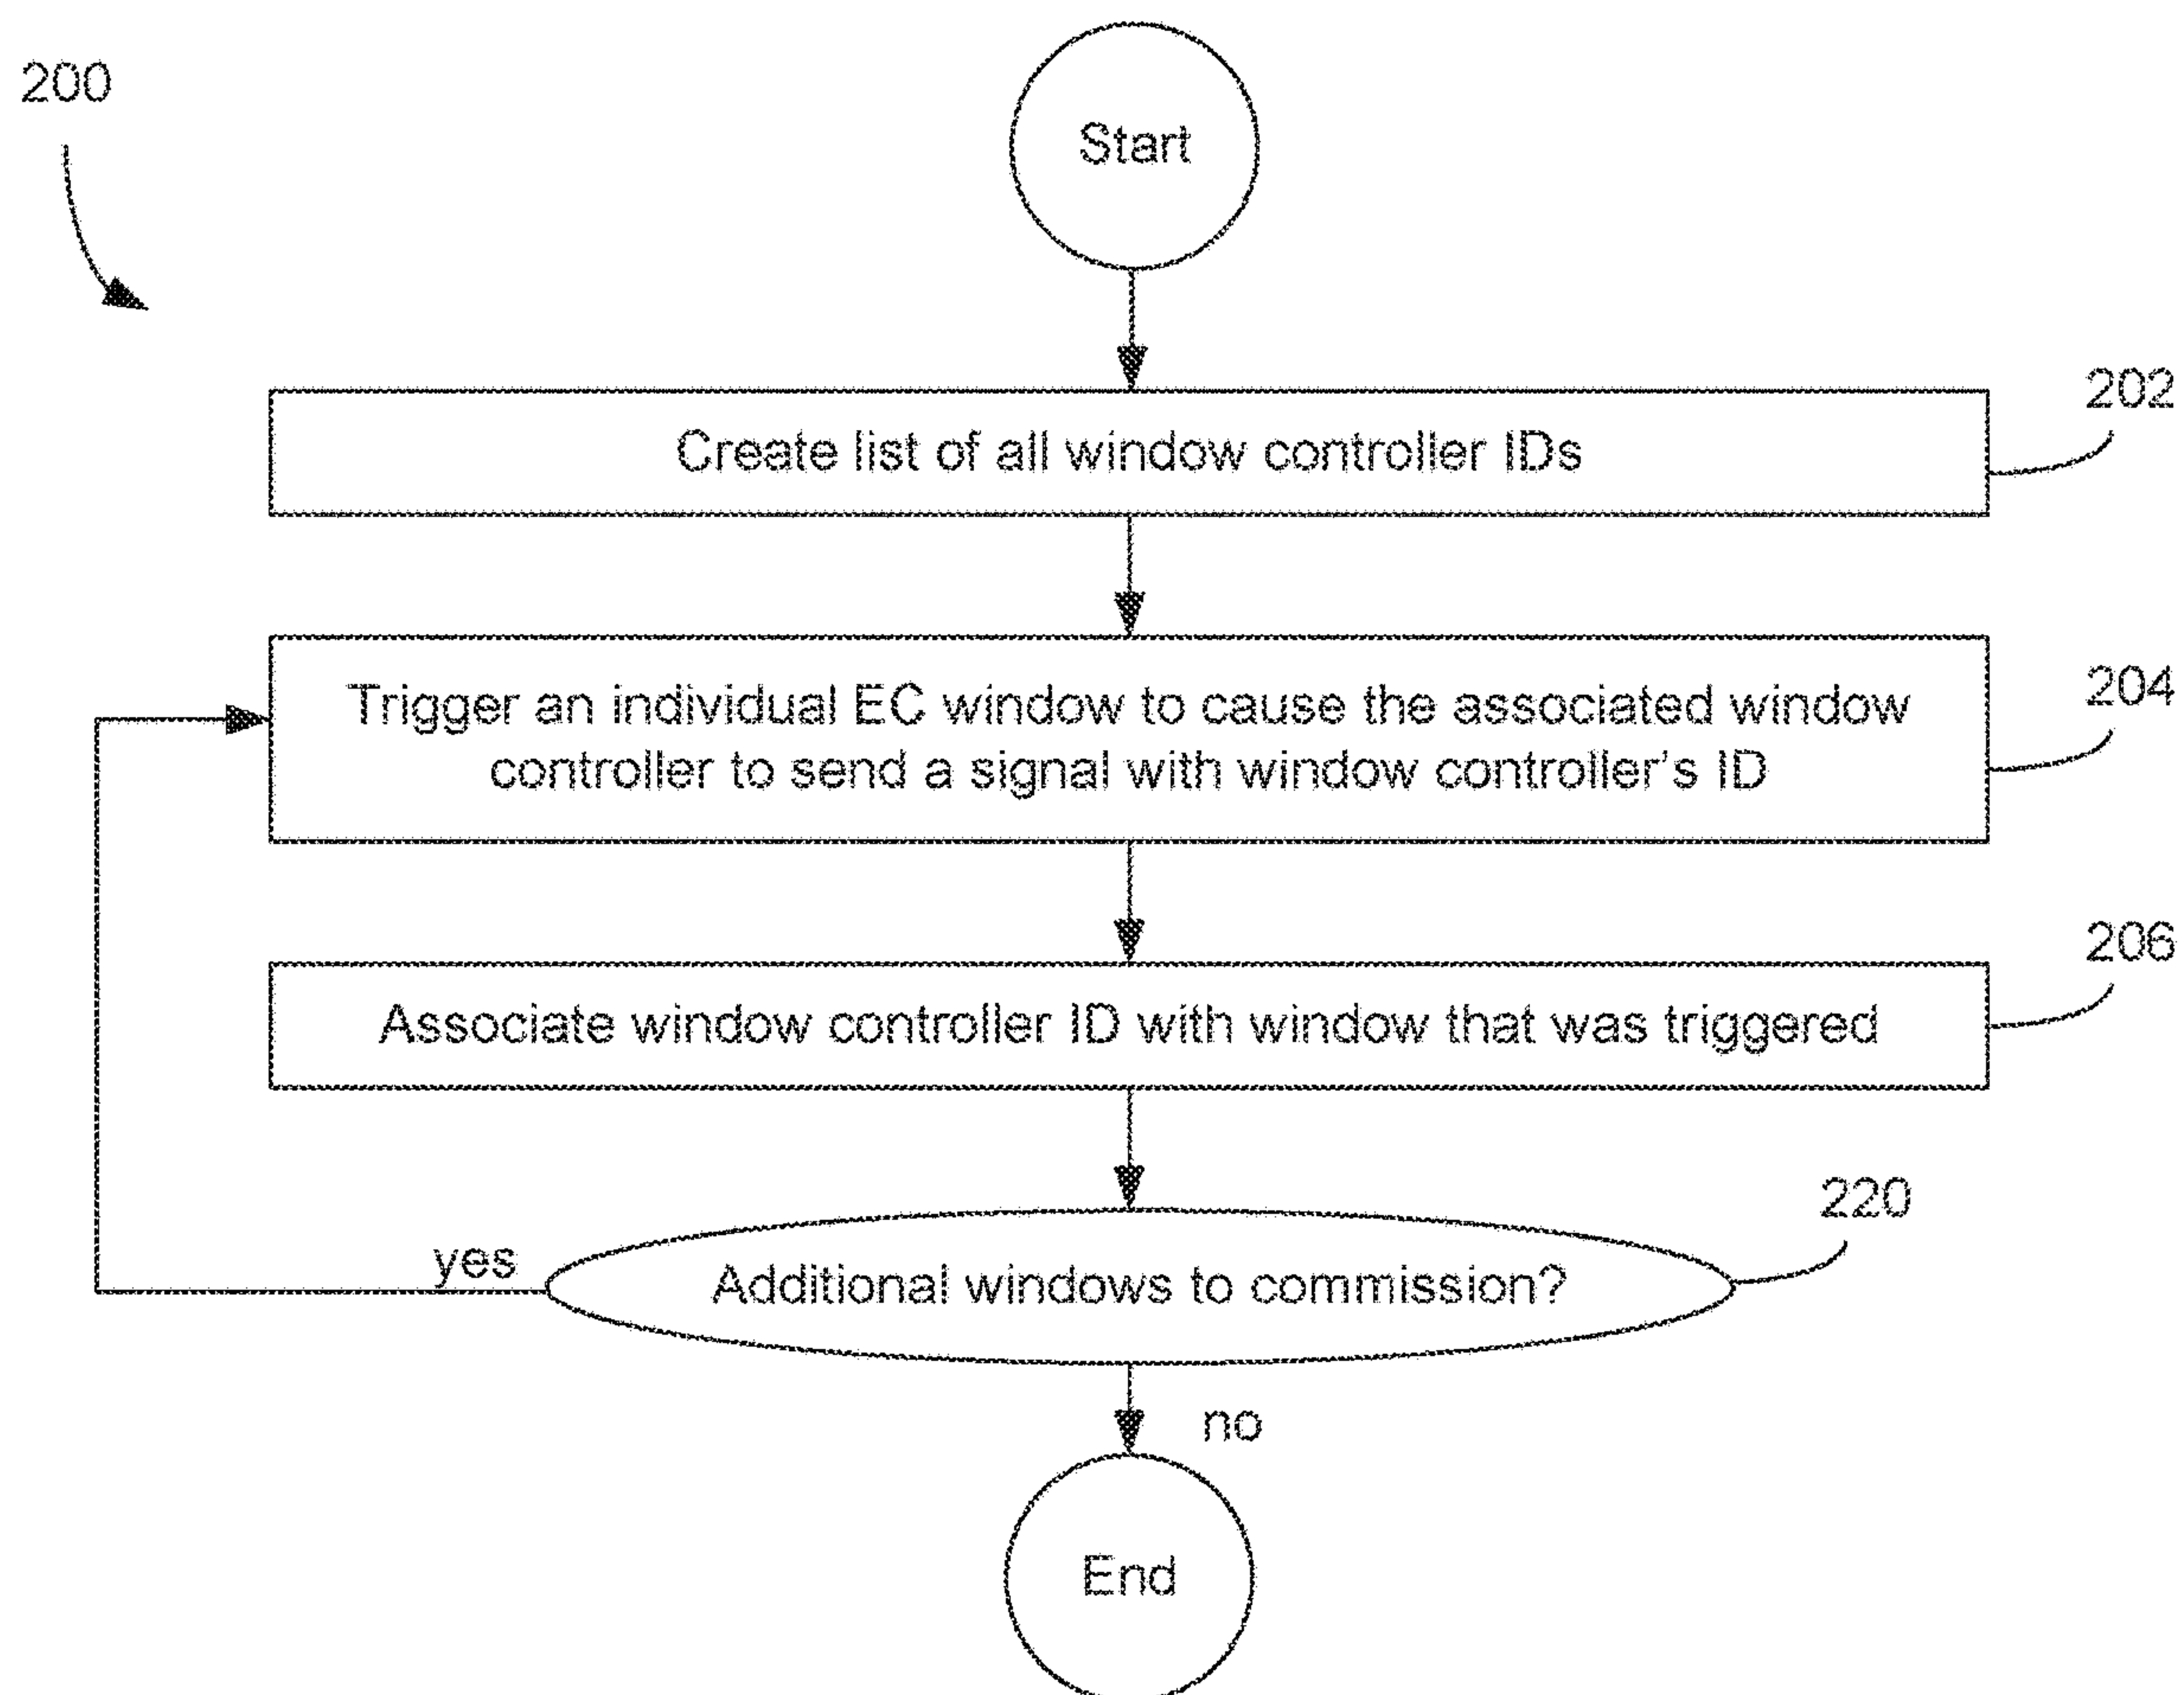 200
Start
202
Create list of all window controller IDs
204
Trigger an individual EC window to cause the associated window
controller to send a signal with window controller's ID
206
Associate window controller ID with window that was triggered
220
yes
Additional windows to commission?
no
End